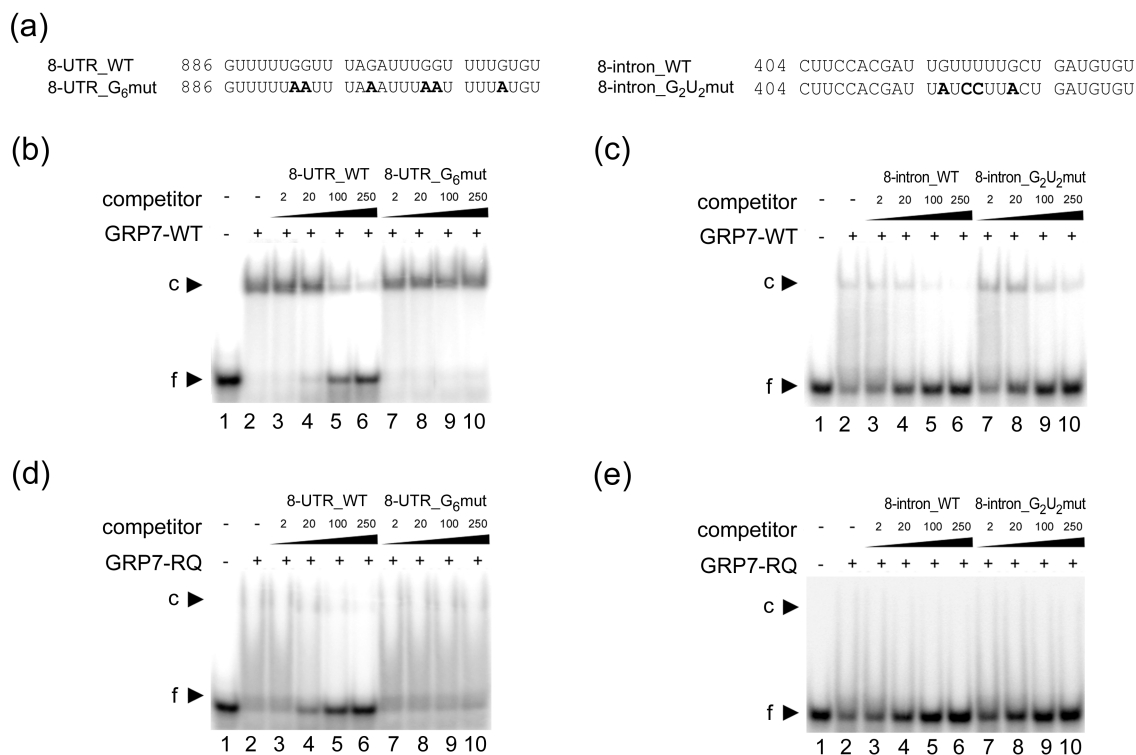 (a)
8-UTR_WT 886 GUUUUUGGUU UAGAUUUGGU UUUGUGU
8-UTR_G6mut 886 GUUUUUAAUU UAAAUUUAAU UUUAUGU
8-intron_WT 404 CUUCCACGAU UGUUUUUGCU GAUGUGU
8-intron_G2U2mut 404 CUUCCACGAU UAUCCUUACU GAUGUGU
(b)
8-UTR_WT 8-UTR_G6mut
competitor - - 2 20 100 250 2 20 100 250
GRP7-WT - + + + + + + + + +
c
f
1 2 3 4 5 6 7 8 9 10
(c)
8-intron_WT 8-intron_G2U2mut
competitor - - 2 20 100 250 2 20 100 250
GRP7-WT - + + + + + + + + +
c
f
1 2 3 4 5 6 7 8 9 10
(d)
8-UTR_WT 8-UTR_G6mut
competitor - - 2 20 100 250 2 20 100 250
GRP7-RQ - + + + + + + + + +
c
f
1 2 3 4 5 6 7 8 9 10
(e)
8-intron_WT 8-intron_G2U2mut
competitor - - 2 20 100 250 2 20 100 250
GRP7-RQ - + + + + + + + + +
c
f
1 2 3 4 5 6 7 8 9 10